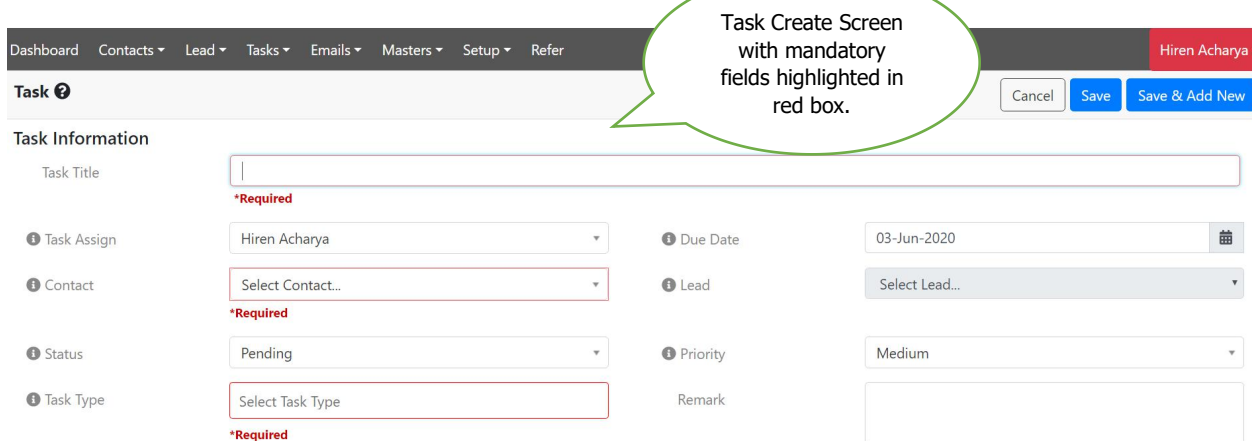 Task Create Screen
with mandatory
fields highlighted in
red box.
Dashboard Contacts Lead Tasks Emails Masters Setup Refer Hiren Acharya
Task Cancel Save Save & Add New
Task Information
Task Title
*Required
Task Assign Hiren Acharya Due Date 03-Jun-2020
Contact Select Contact... Lead Select Lead...
*Required
Status Pending Priority Medium
Task Type Select Task Type Remark
*Required